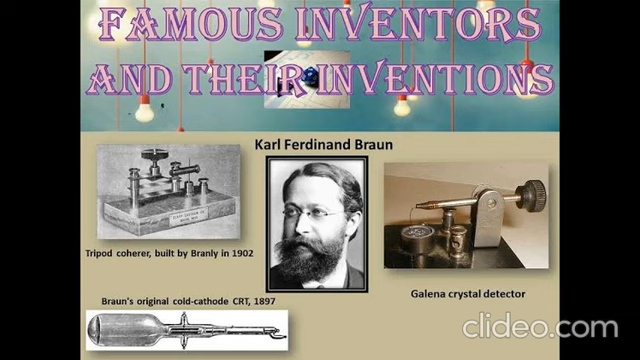 FAMOUS INVENTORS
AND THEIR INVENTIONS
Karl Ferdinand Braun
Tripod coherer, built by Branly in 1902
Galena crystal detector
Braun's original cold-cathode CRT, 1897
clideo.com